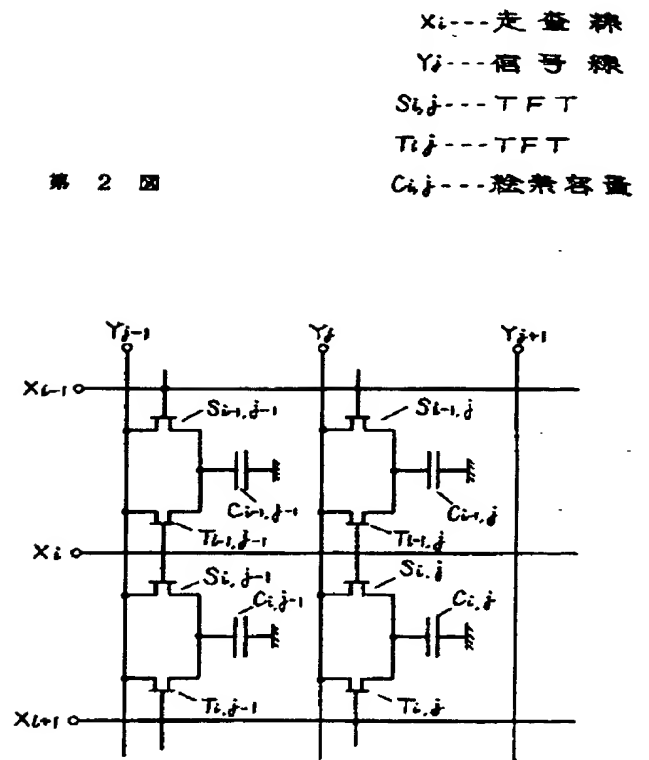 Xi---走査線
Yj---信号線
Si,j---TFT
Ti,j---TFT
第 2 図
Ci,j---絵素容量
Yj-1 Yj Yj+1
Xi-1
Si-1,j-1 Si-1,j
Ci-1,j-1 Ci-1,j
Ti-1,j-1 Ti-1,j
Xi
Si,j-1 Si,j
Ci,j-1 Ci,j
Ti,j-1 Ti,j
Xi+1